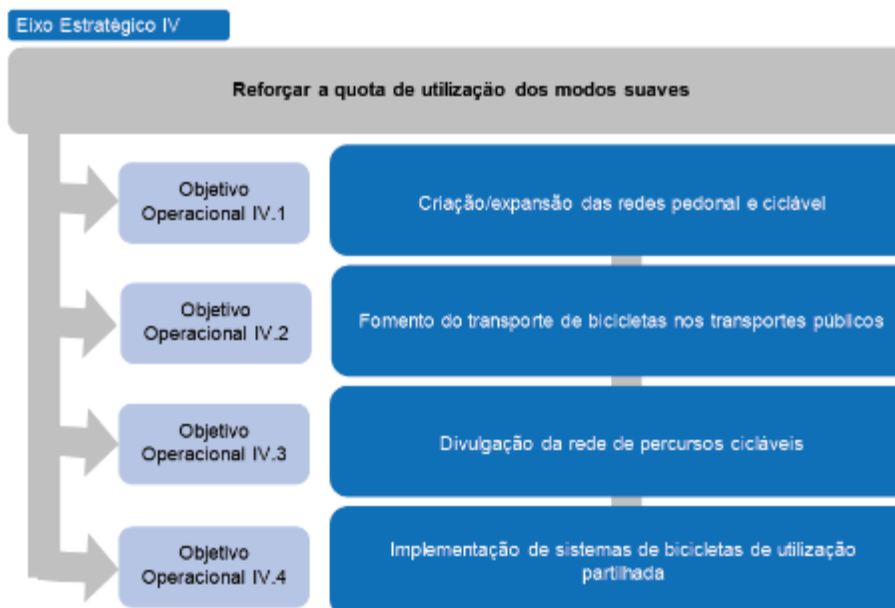 Eixo Estratégico IV
Reforçar a quota de utilização dos modos suaves
Objetivo
Operacional IV.1
Criação/expansão das redes pedonal e ciclável
Objetivo
Operacional IV.2
Fomento do transporte de bicicletas nos transportes públicos
Objetivo
Operacional IV.3
Divulgação da rede de percursos cicláveis
Objetivo
Operacional IV.4
Implementação de sistemas de bicicletas de utilização
partilhada